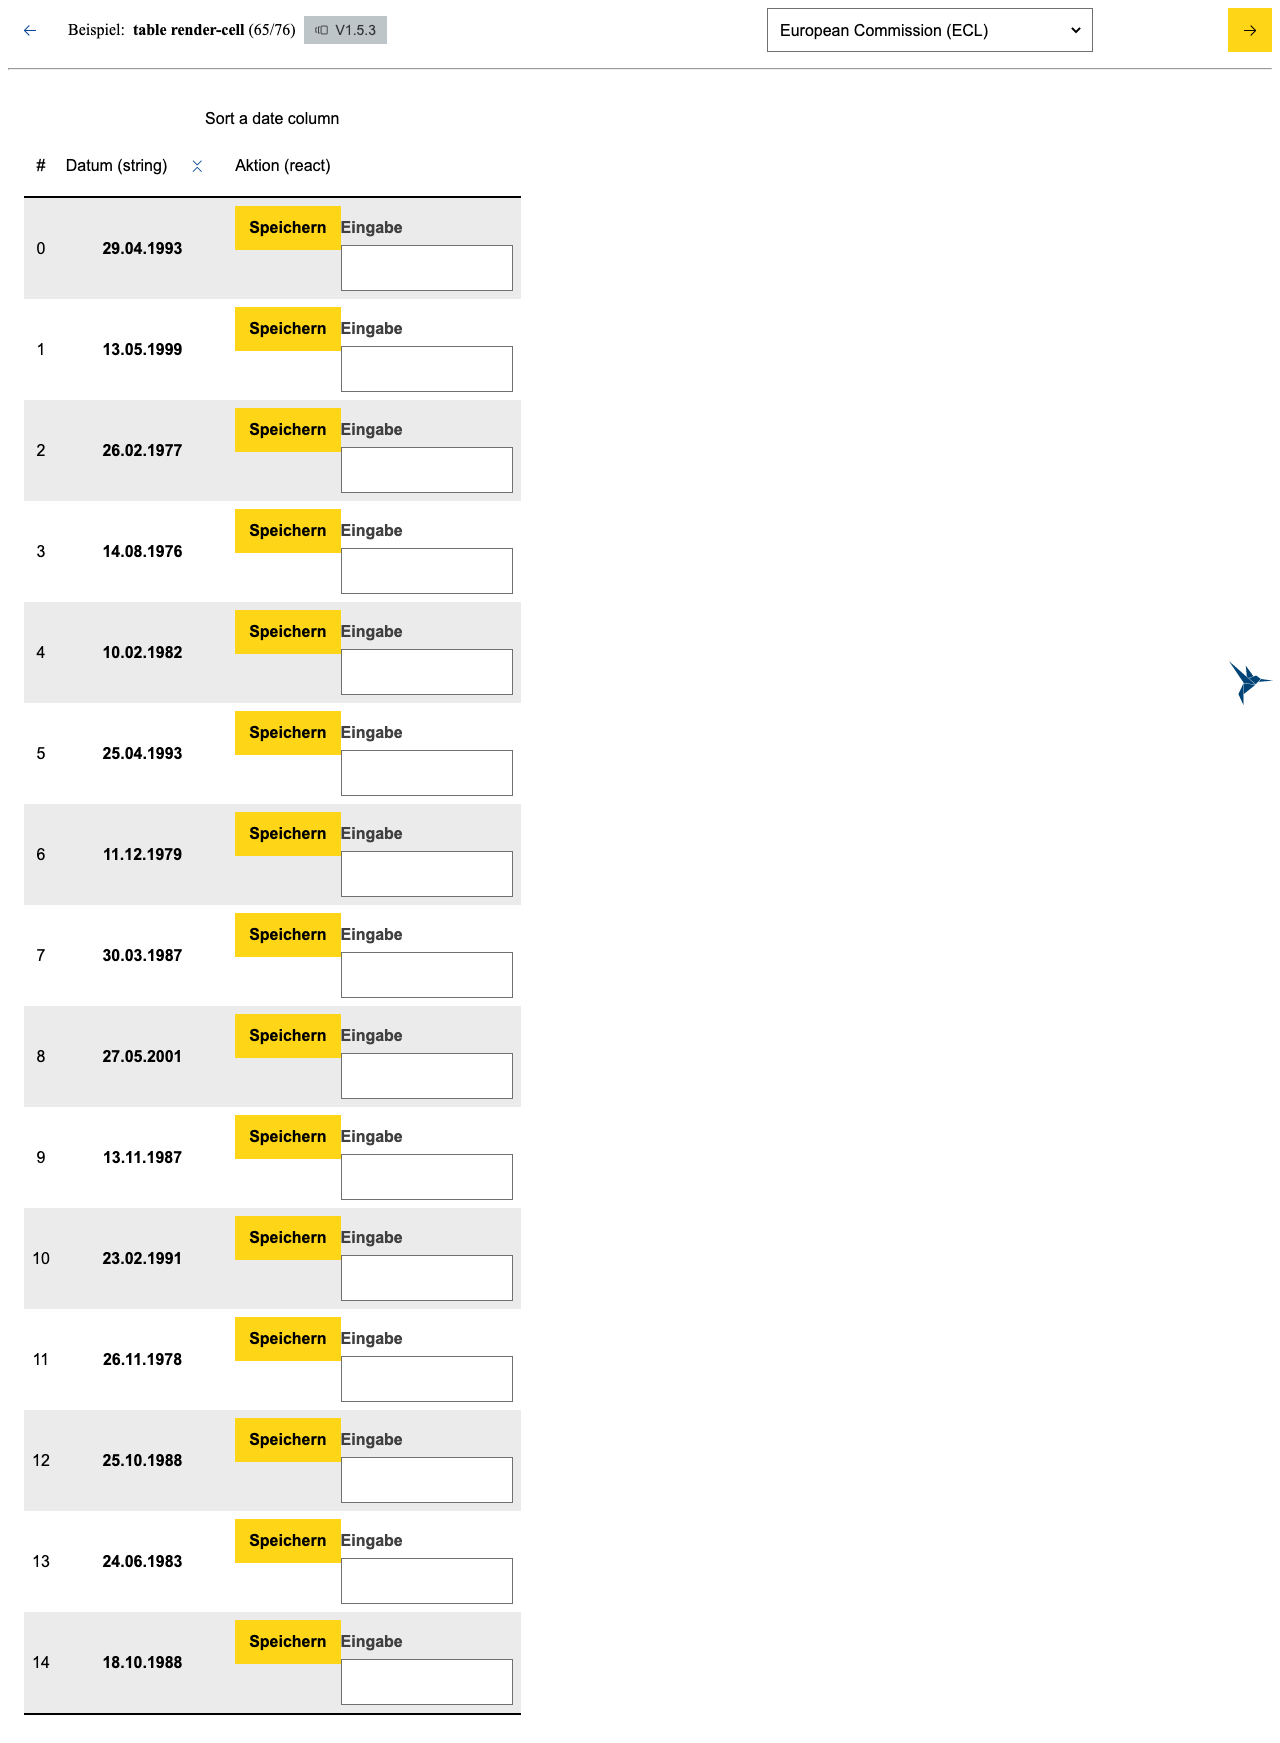 Beispiel: table render-cell (65/76) V1.5.3 European Commission (ECL)
Sort a date column
# Datum (string) Aktion (react)
0 29.04.1993 Speichern Eingabe
1 13.05.1999 Speichern Eingabe
2 26.02.1977 Speichern Eingabe
3 14.08.1976 Speichern Eingabe
4 10.02.1982 Speichern Eingabe
5 25.04.1993 Speichern Eingabe
6 11.12.1979 Speichern Eingabe
7 30.03.1987 Speichern Eingabe
8 27.05.2001 Speichern Eingabe
9 13.11.1987 Speichern Eingabe
10 23.02.1991 Speichern Eingabe
11 26.11.1978 Speichern Eingabe
12 25.10.1988 Speichern Eingabe
13 24.06.1983 Speichern Eingabe
14 18.10.1988 Speichern Eingabe